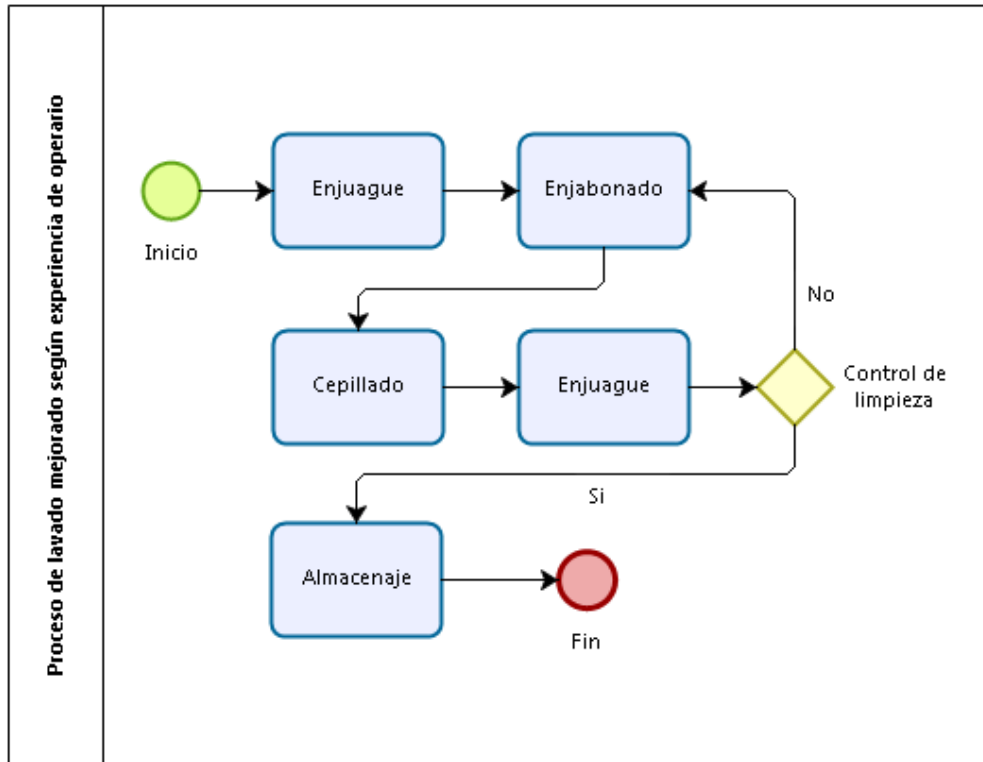 Proceso de lavado mejorado según experiencia de operario
Inicio
Enjuague
Enjabonado
No
Cepillado
Enjuague
Control de
limpieza
Si
Almacenaje
Fin